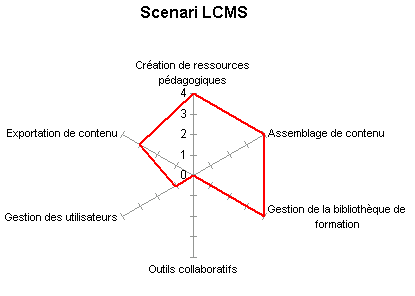 Scenari LCMS
Création de ressources
pédagogiques
4
3
2
1
0
Exportation de contenu
Assemblage de contenu
Gestion des utilisateurs
Gestion de la bibliothèque de
formation
Outils collaboratifs